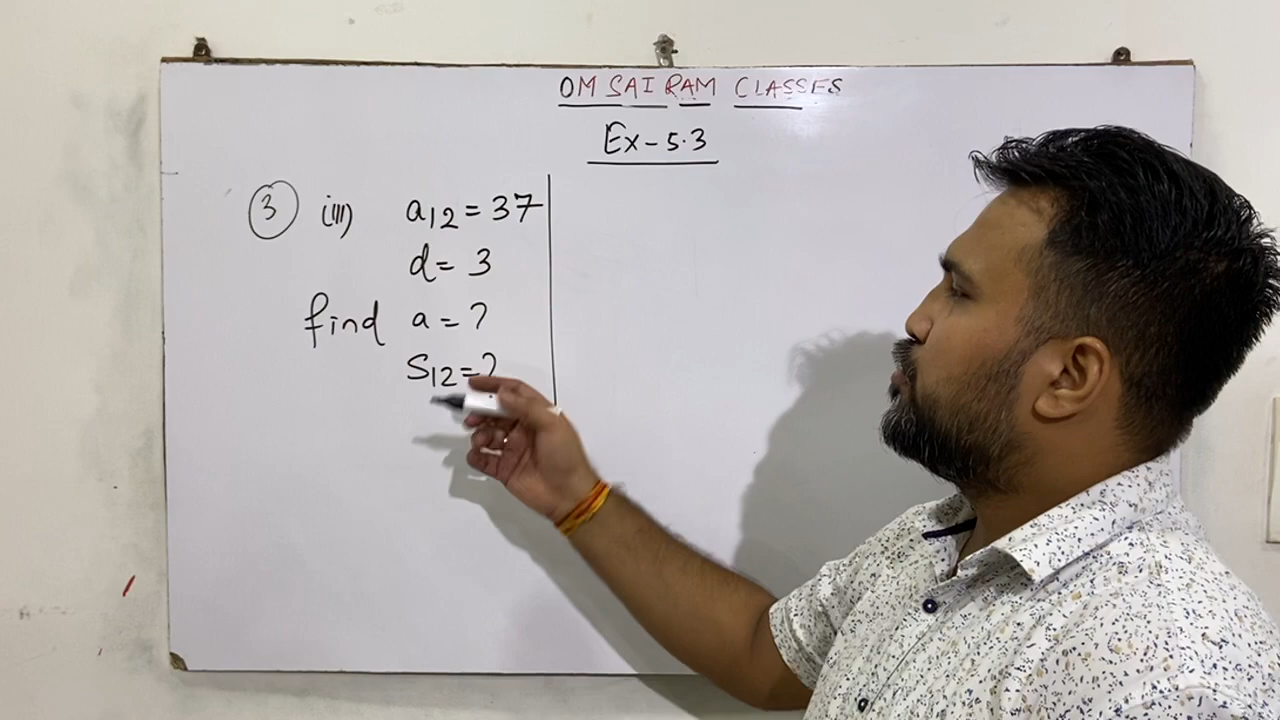 OM SAI RAM CLASSES
Ex-5.3
3 (iii) a12 = 37
d = 3
find a = ?
S12 = ?